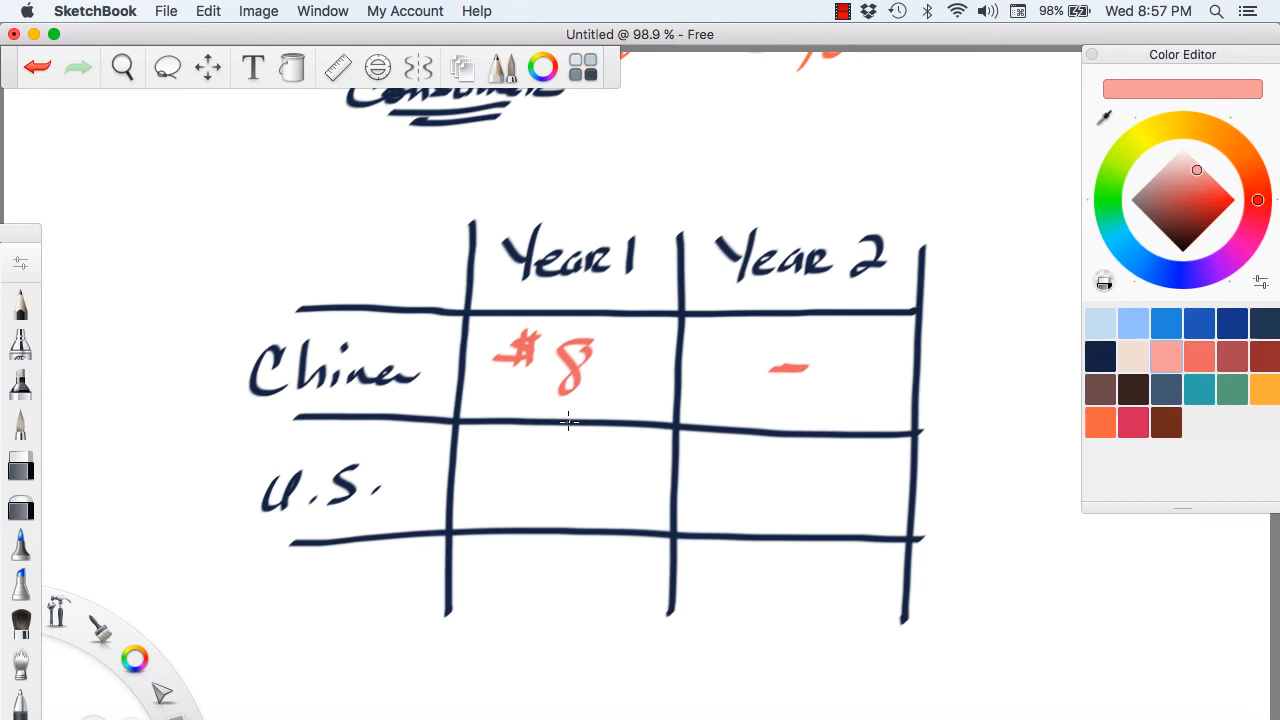 SketchBook File Edit Image Window My Account Help 98% Wed 8:57 PM
Untitled @ 98.9 % - Free
Color Editor
Consumer
Year 1 Year 2
China $8 -
U.S.